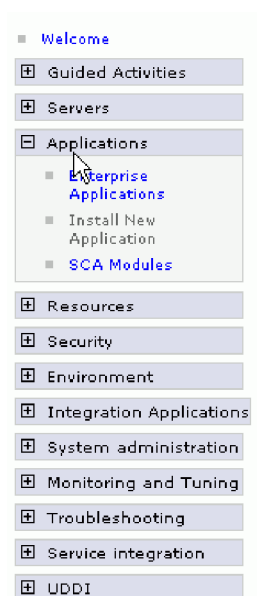 Welcome
Guided Activities
Servers
Applications
Enterprise
Applications
Install New
Application
SCA Modules
Resources
Security
Environment
Integration Applications
System administration
Monitoring and Tuning
Troubleshooting
Service integration
UDDI